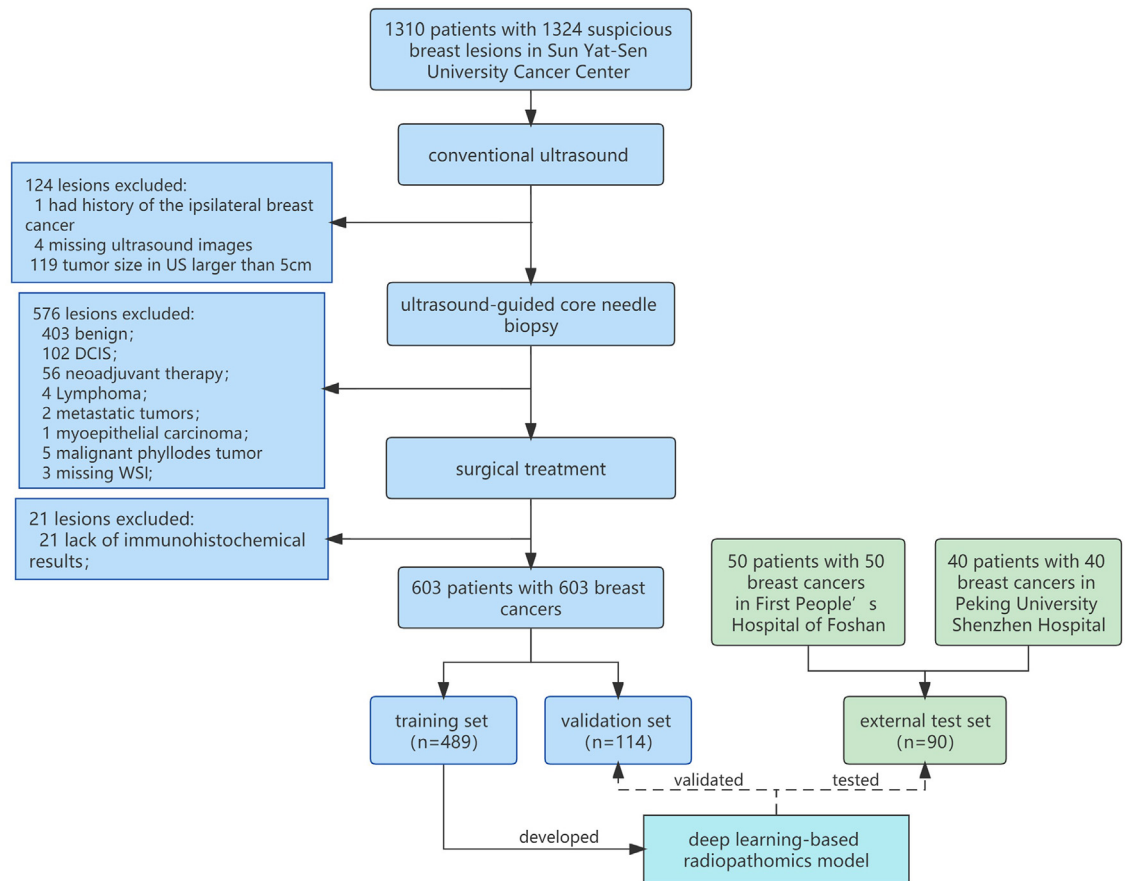 1310 patients with 1324 suspicious
breast lesions in Sun Yat-Sen
University Cancer Center
conventional ultrasound
124 lesions excluded:
1 had history of the ipsilateral breast
cancer
4 missing ultrasound images
119 tumor size in US larger than 5cm
ultrasound-guided core needle
biopsy
576 lesions excluded:
403 benign;
102 DCIS;
56 neoadjuvant therapy;
4 Lymphoma;
2 metastatic tumors;
1 myoepithelial carcinoma;
5 malignant phyllodes tumor
3 missing WSI;
surgical treatment
21 lesions excluded:
21 lack of immunohistochemical
results;
603 patients with 603 breast
cancers
50 patients with 50
breast cancers
in First People’s
Hospital of Foshan
40 patients with 40
breast cancers in
Peking University
Shenzhen Hospital
training set
(n=489)
validation set
(n=114)
external test set
(n=90)
validated
tested
developed
deep learning-based
radiopathomics model